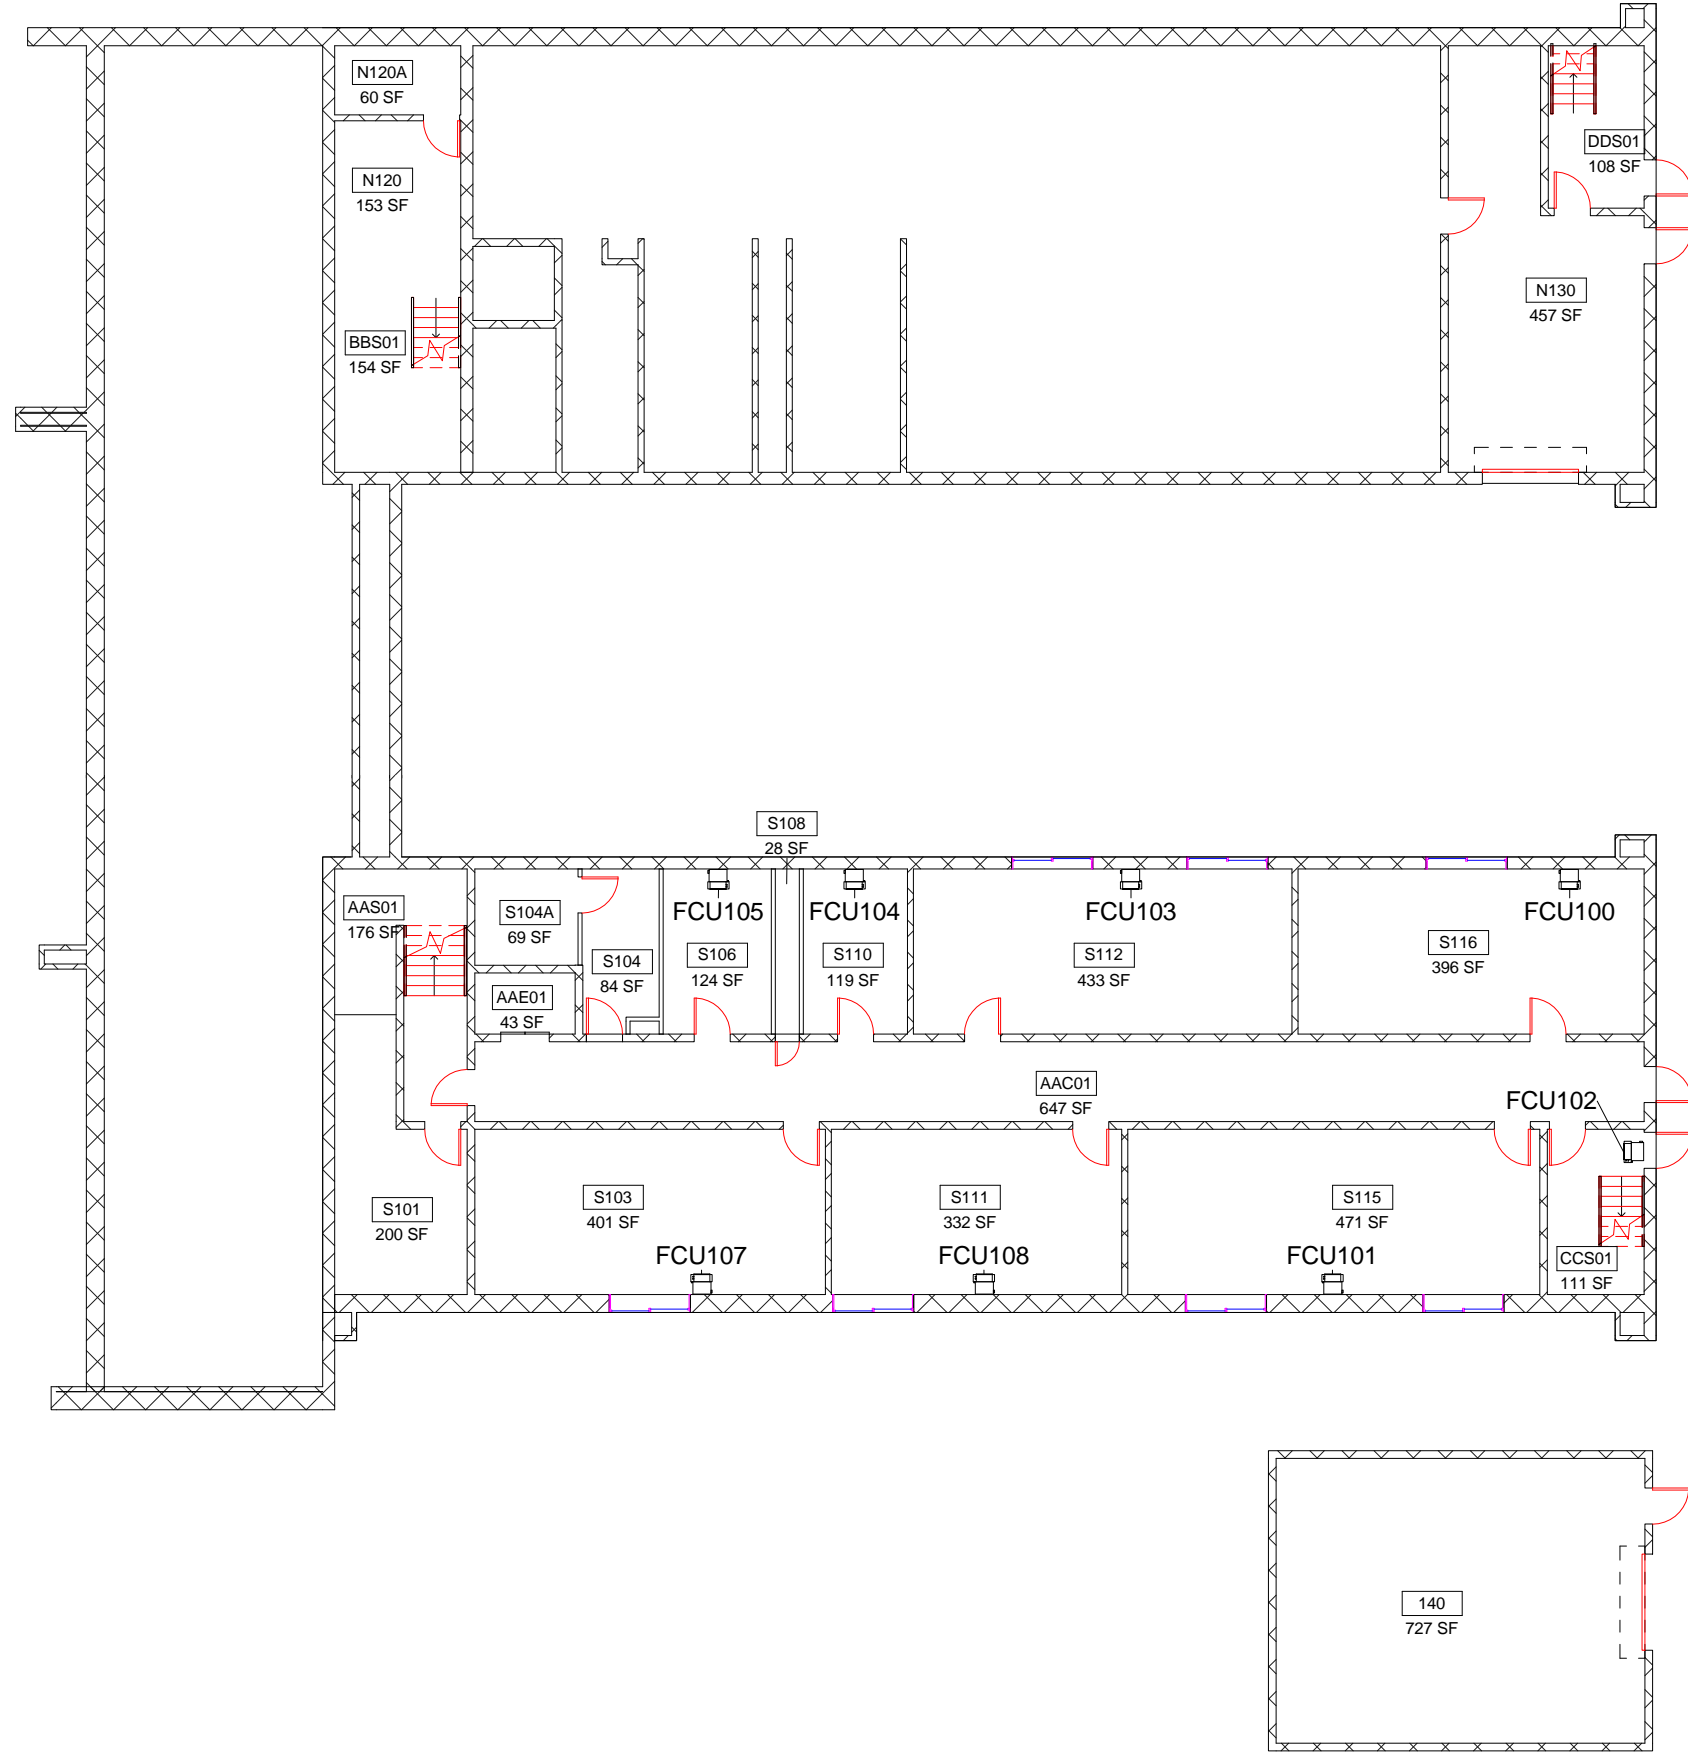 N120A
60 SF
N120
153 SF
BBS01
154 SF
DDS01
108 SF
N130
457 SF
S108
28 SF
AAS01
176 SF
S104A
69 SF
S104
84 SF
AAE01
43 SF
FCU105
S106
124 SF
FCU104
S110
119 SF
FCU103
S112
433 SF
FCU100
S116
396 SF
AAC01
647 SF
FCU102
S101
200 SF
S103
401 SF
FCU107
S111
332 SF
FCU108
S115
471 SF
FCU101
CCS01
111 SF
140
727 SF